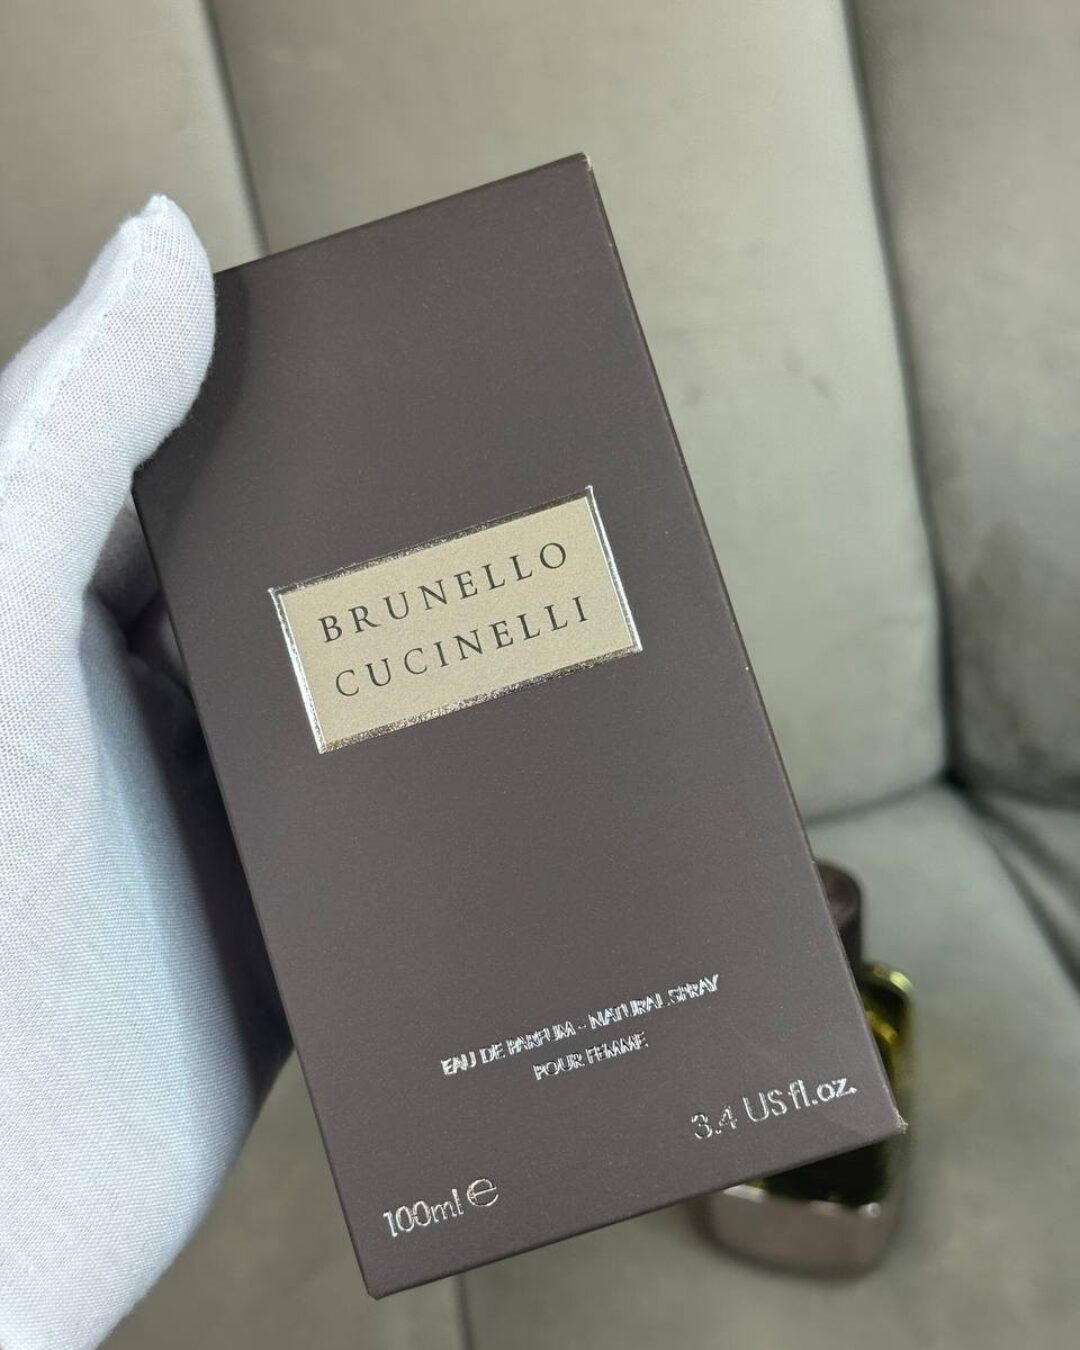 BRUNELLO
CUCINELLI
EAU DE PARFUM - NATURAL SPRAY
POUR FEMME
3.4 US fl.oz.
100ml e